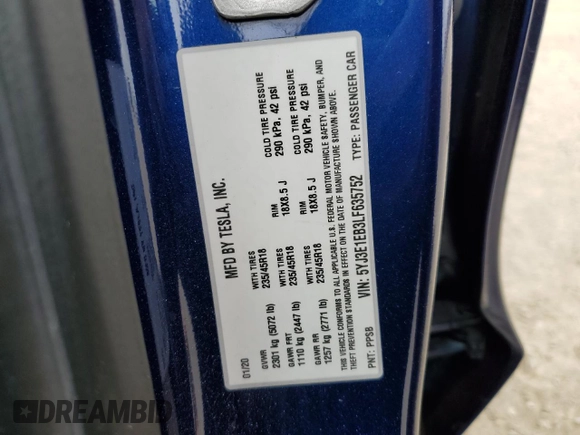 MFD BY TESLA, INC.
01/20
GVWR
2301 kg (5072 lb)
GAWR FRT
1110 kg (2447 lb)
WITH TIRES
235/45R18
RIM
18X8.5 J
COLD TIRE PRESSURE
290 kPa, 42 psi
GAWR RR
1257 kg (2771 lb)
WITH TIRES
235/45R18
RIM
18X8.5 J
COLD TIRE PRESSURE
290 kPa, 42 psi
WITH TIRES
235/45R18
THIS VEHICLE CONFORMS TO ALL APPLICABLE U.S. FEDERAL MOTOR VEHICLE SAFETY, BUMPER, AND
THEFT PREVENTION STANDARDS IN EFFECT ON THE DATE OF MANUFACTURE SHOWN ABOVE.
VIN: 5YJ3E1EB3LF635752
PNT: PPSB
TYPE: PASSENGER CAR
DREAMBID